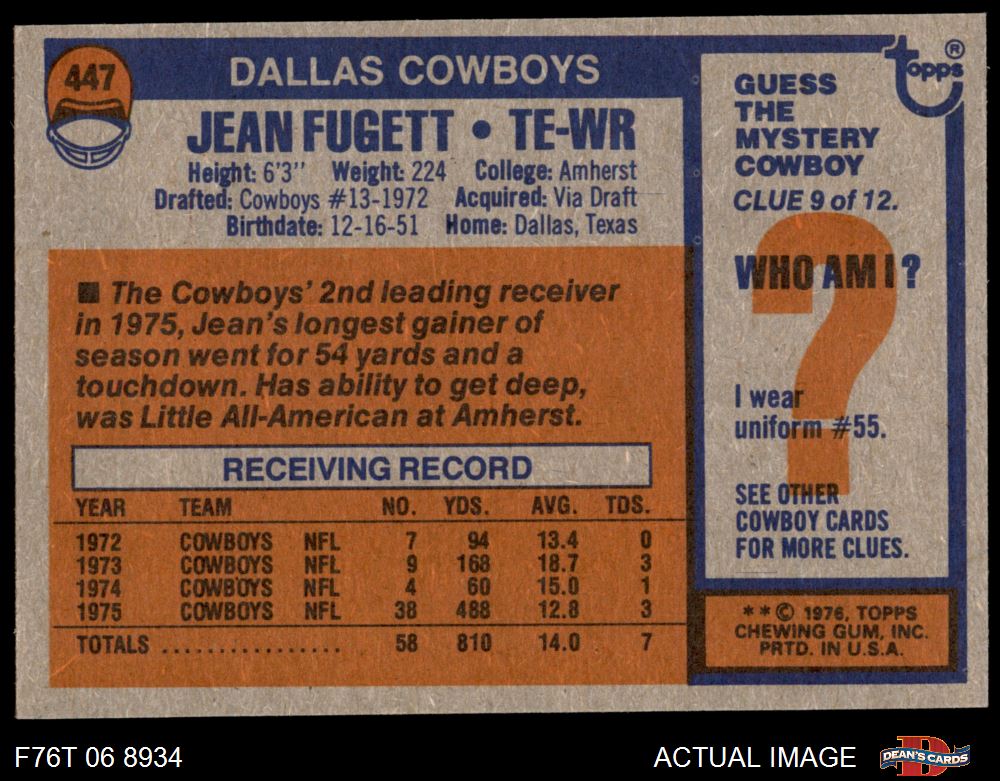 447
DALLAS COWBOYS
JEAN FUGETT • TE-WR
Height: 6'3'' Weight: 224 College: Amherst
Drafted: Cowboys #13-1972 Acquired: Via Draft
Birthdate: 12-16-51 Home: Dallas, Texas
■ The Cowboys' 2nd leading receiver
in 1975, Jean's longest gainer of
season went for 54 yards and a
touchdown. Has ability to get deep,
was Little All-American at Amherst.
RECEIVING RECORD
YEAR TEAM NO. YDS. AVG. TDS.
1972 COWBOYS NFL 7 94 13.4 0
1973 COWBOYS NFL 9 168 18.7 3
1974 COWBOYS NFL 4 60 15.0 1
1975 COWBOYS NFL 38 488 12.8 3
TOTALS ................. 58 810 14.0 7
topps ®
GUESS
THE
MYSTERY
COWBOY
CLUE 9 of 12.
?
WHO AM I ?
I wear
uniform #55.
SEE OTHER
COWBOY CARDS
FOR MORE CLUES.
* * © 1976, TOPPS
CHEWING GUM, INC.
PRTD. IN U.S.A.
F76T 06 8934
ACTUAL IMAGE
D
DEAN'S CARDS